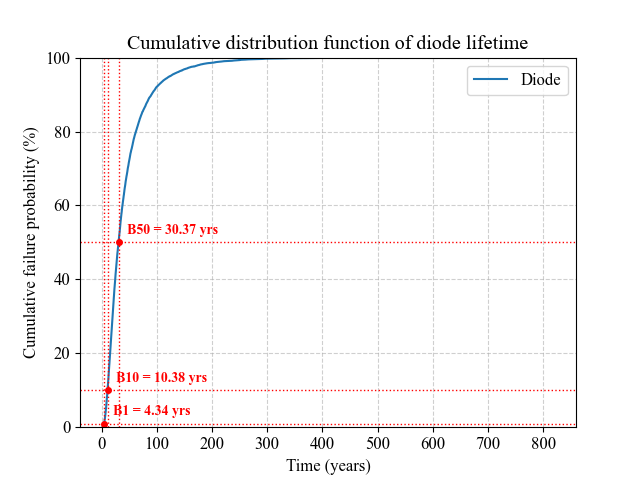 Cumulative distribution function of diode lifetime
Diode
Cumulative failure probability (%)
100
80
60
40
20
0
B50 = 30.37 yrs
B10 = 10.38 yrs
B1 = 4.34 yrs
0 100 200 300 400 500 600 700 800
Time (years)